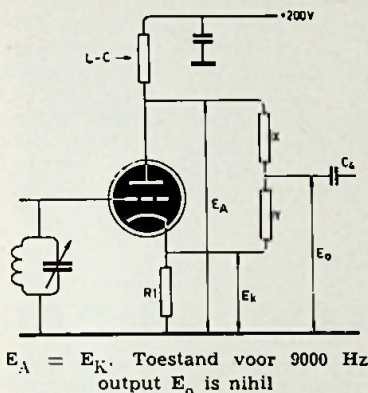 +200V
L-C
X
C4
EA
Y
Eo
R1
Ek
EA = EK. Toestand voor 9000 Hz
output Eo is nihil